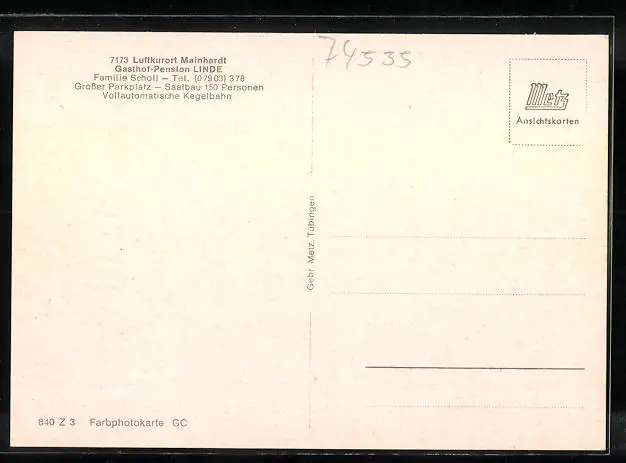 7173 Luftkurort Mainhardt
Gasthof-Pension LINDE
Familie Scholl — Tel. (07903) 378
Großer Parkplatz — Saalbau 150 Personen
Vollautomatische Kegelbahn
74535
Metz
Ansichtskarten
Gebr. Metz, Tübingen
840 Z 3 Farbphotokarte GC